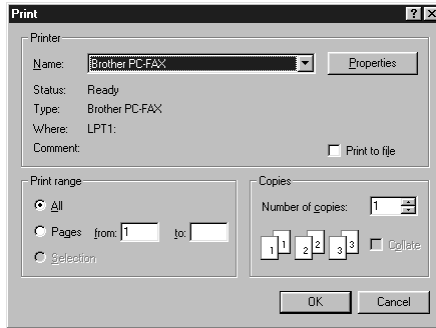 Print
Printer
Name: Brother PC-FAX Properties
Status: Ready
Type: Brother PC-FAX
Where: LPT1:
Comment: Print to file
Print range
All
Pages from: 1 to:
Selection
Copies
Number of copies: 1
1 1 2 2 3 3 Collate
OK Cancel